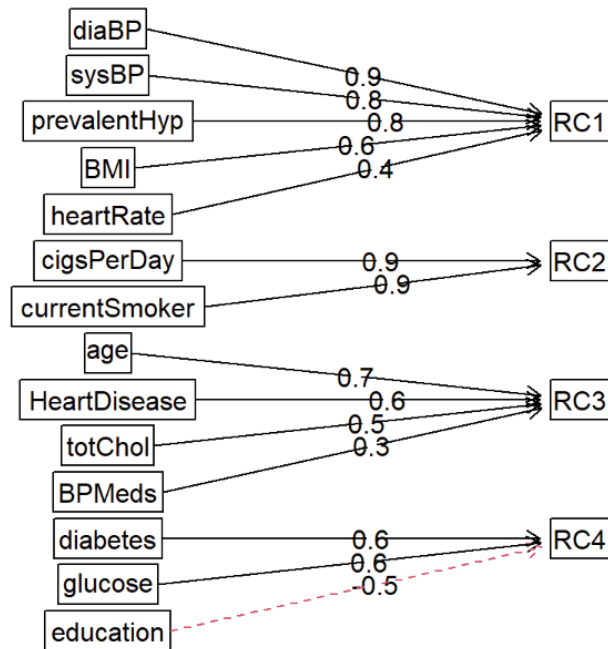 diaBP
sysBP
prevalentHyp
BMI
heartRate
cigsPerDay
currentSmoker
age
HeartDisease
totChol
BPMeds
diabetes
glucose
education
0.9
0.8
0.8
0.6
0.4
0.9
0.9
0.7
0.6
0.5
0.3
0.6
0.6
-0.5
RC1
RC2
RC3
RC4